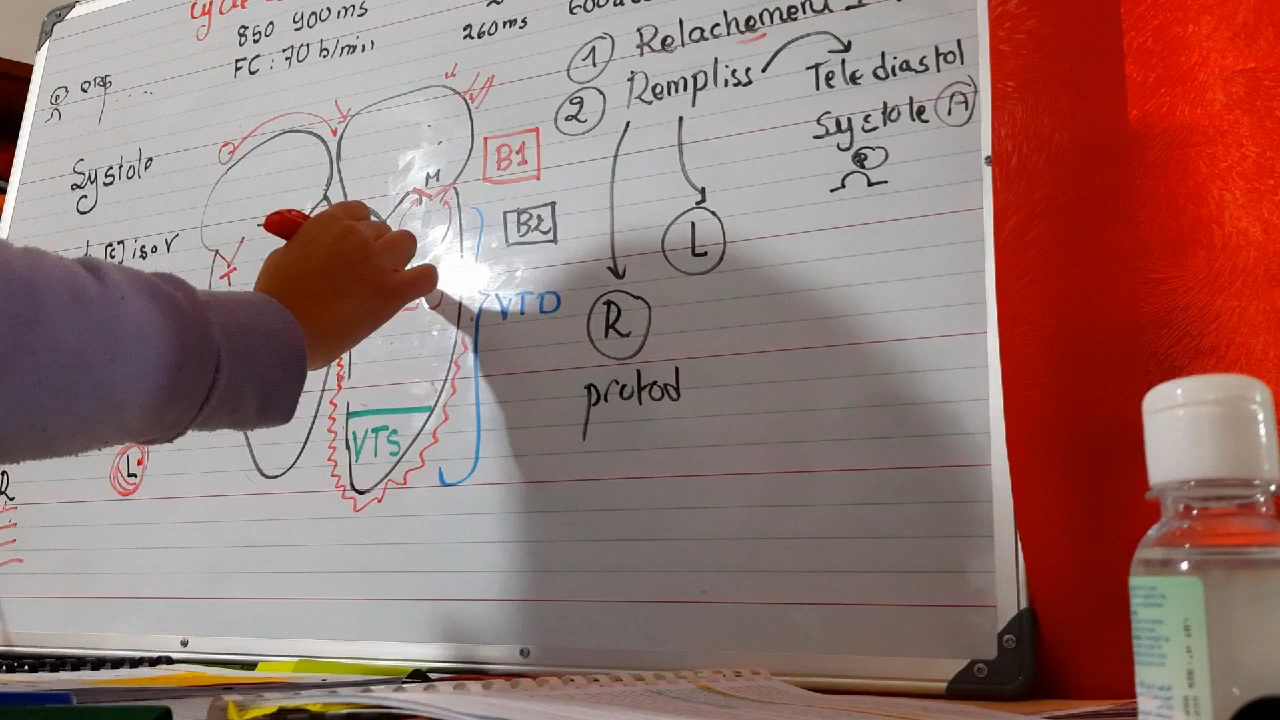 850 900ms
FC : 70 b/min
260ms
① Relachement
② Rempliss
Tele diastol
Systole Ⓐ
Systole
B1
M
B2
isov
T
L
VTD
R
protod
VTS
L
R